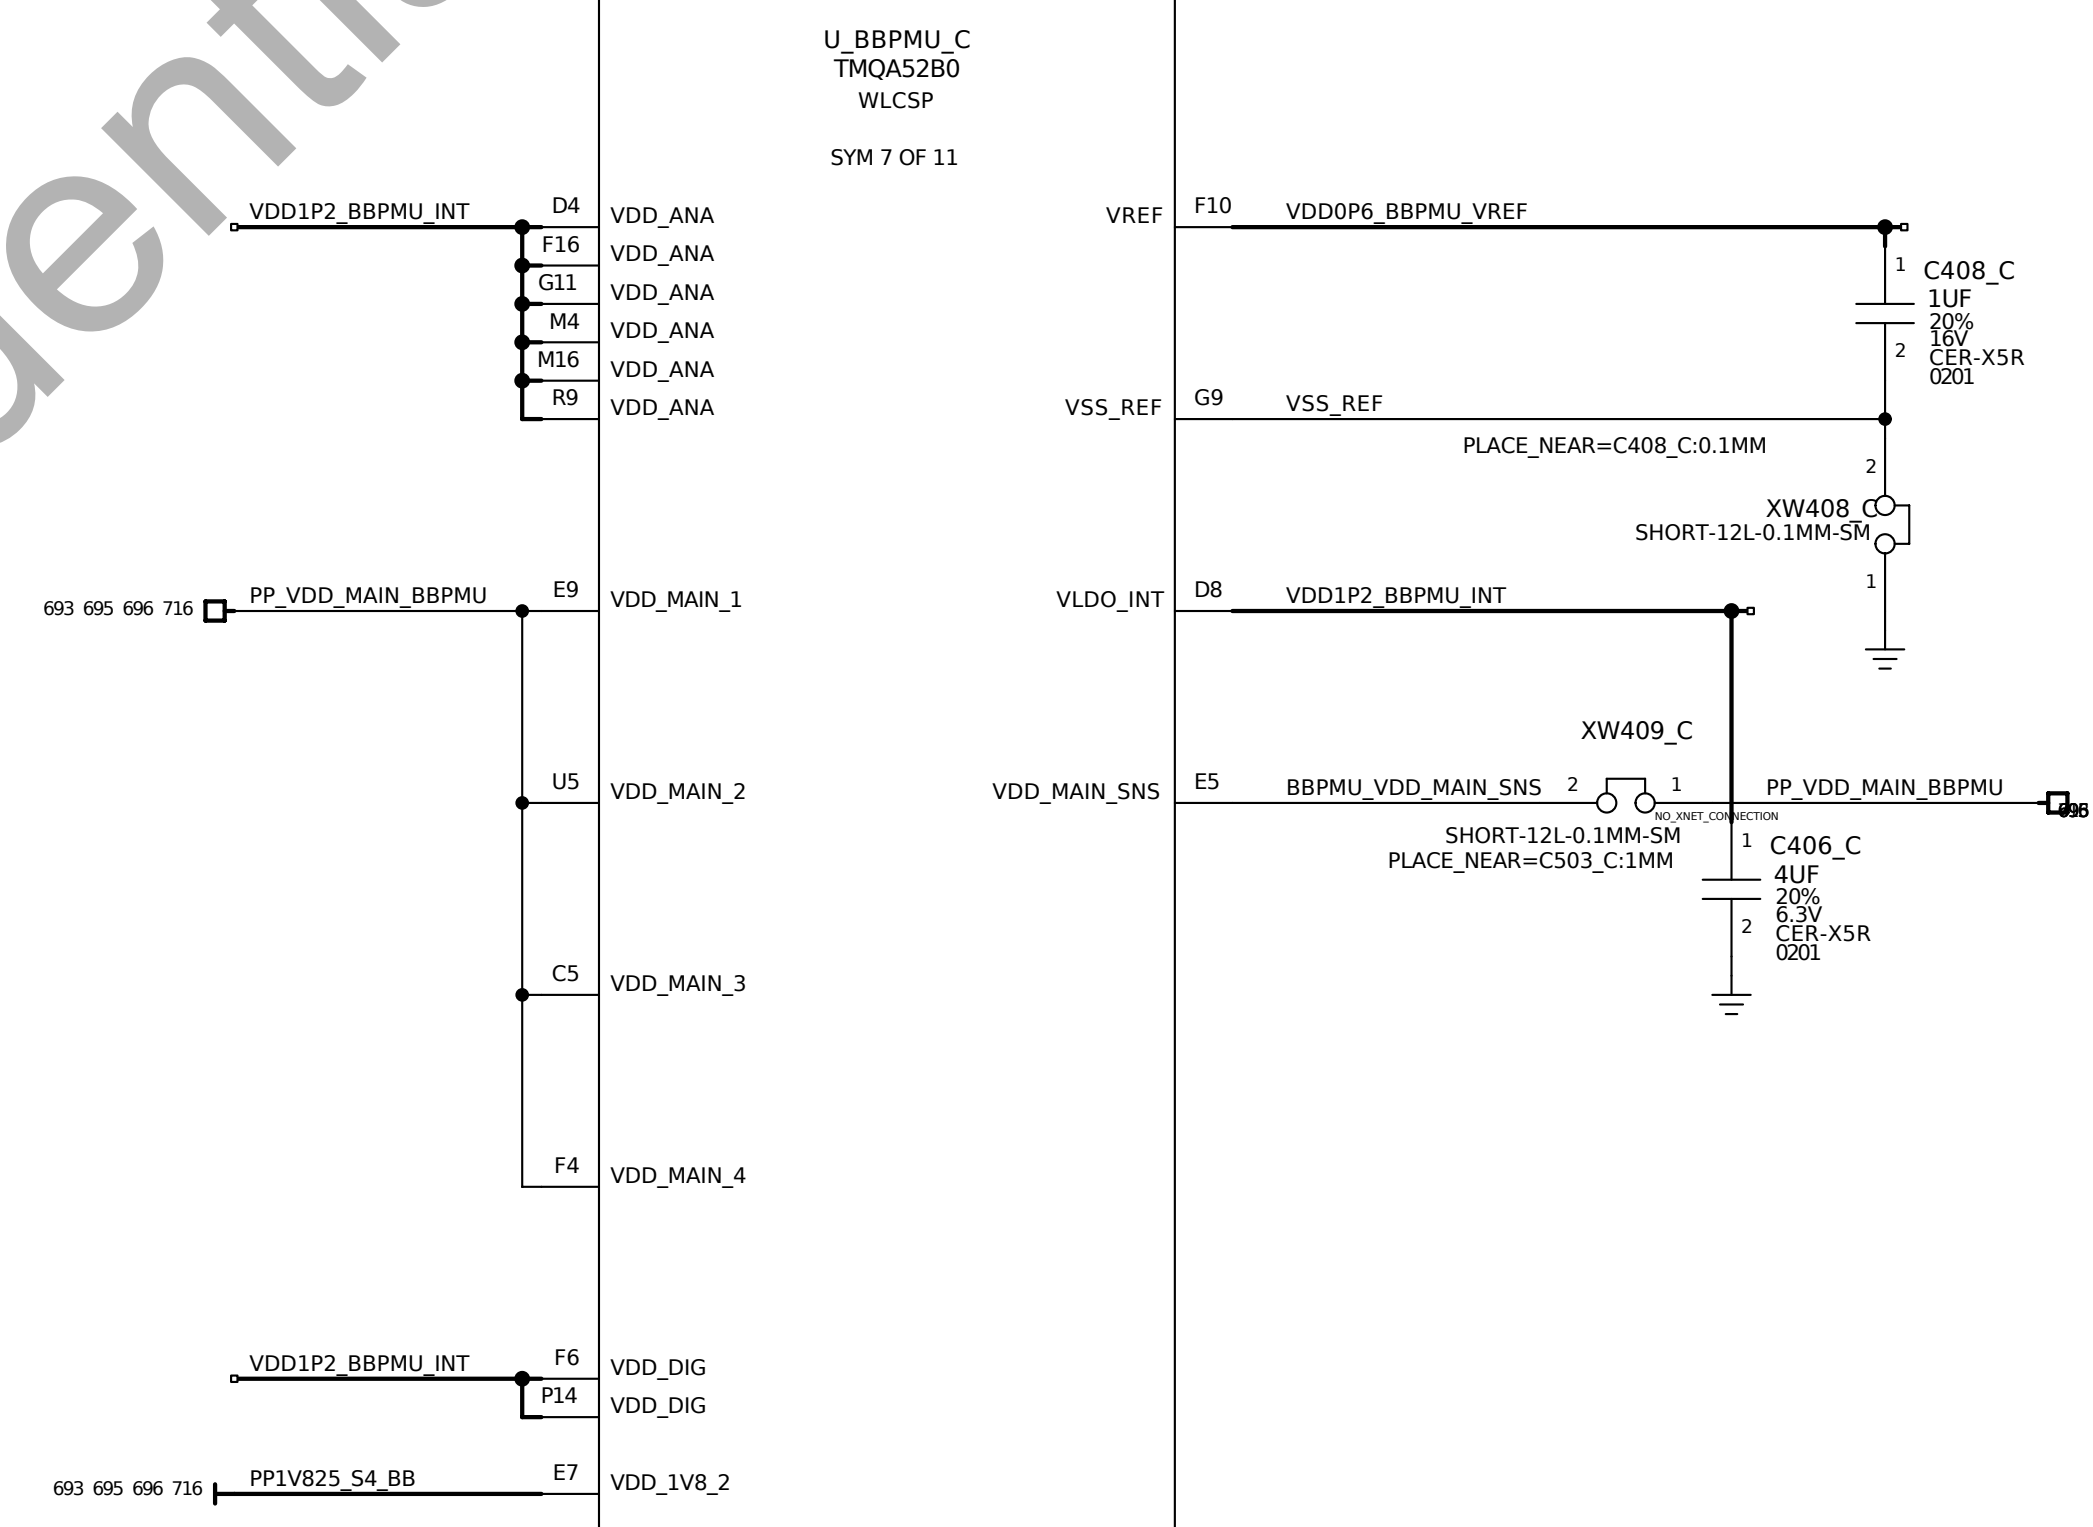 U_BBPMU_C
TMQA52B0
WLCSP
SYM 7 OF 11
VDD1P2_BBPMU_INT D4 VDD_ANA
F16 VDD_ANA
G11 VDD_ANA
M4 VDD_ANA
M16 VDD_ANA
R9 VDD_ANA
693 695 696 716 PP_VDD_MAIN_BBPMU E9 VDD_MAIN_1
U5 VDD_MAIN_2
C5 VDD_MAIN_3
F4 VDD_MAIN_4
VDD1P2_BBPMU_INT F6 VDD_DIG
P14 VDD_DIG
693 695 696 716 PP1V825_S4_BB E7 VDD_1V8_2
VREF F10 VDD0P6_BBPMU_VREF
1 C408_C
1UF
20%
16V
2 CER-X5R
0201
VSS_REF G9 VSS_REF
PLACE_NEAR=C408_C:0.1MM
2
XW408_C
SHORT-12L-0.1MM-SM
1
VLDO_INT D8 VDD1P2_BBPMU_INT
XW409_C
VDD_MAIN_SNS E5 BBPMU_VDD_MAIN_SNS 2 1 PP_VDD_MAIN_BBPMU
NO_XNET_CONNECTION
SHORT-12L-0.1MM-SM
PLACE_NEAR=C503_C:1MM
1 C406_C
4UF
20%
6.3V
2 CER-X5R
0201